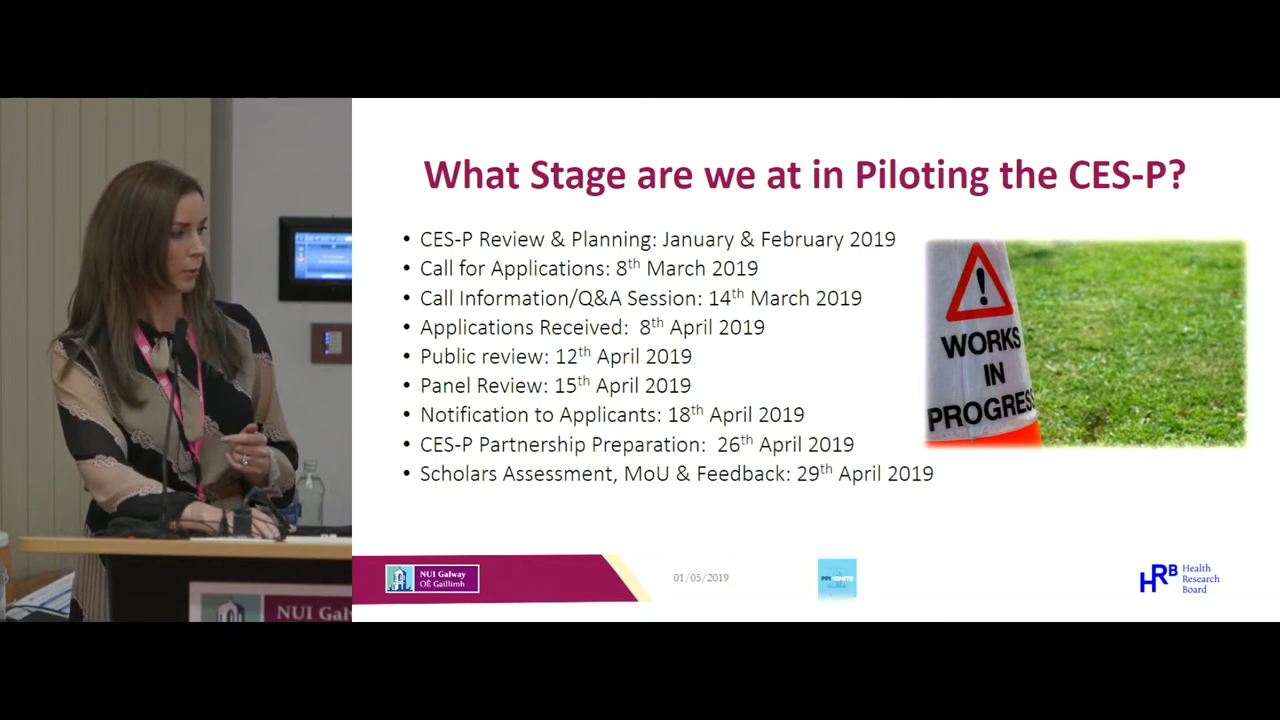 What Stage are we at in Piloting the CES-P?
• CES-P Review & Planning: January & February 2019
• Call for Applications: 8th March 2019
• Call Information/Q&A Session: 14th March 2019
• Applications Received: 8th April 2019
• Public review: 12th April 2019
• Panel Review: 15th April 2019
• Notification to Applicants: 18th April 2019
• CES-P Partnership Preparation: 26th April 2019
• Scholars Assessment, MoU & Feedback: 29th April 2019
WORKS
IN
PROGRESS
NUI Galway
OÉ Gaillimh
01/05/2019
PPI IGNITE
HRB
Health
Research
Board
NUI Gal